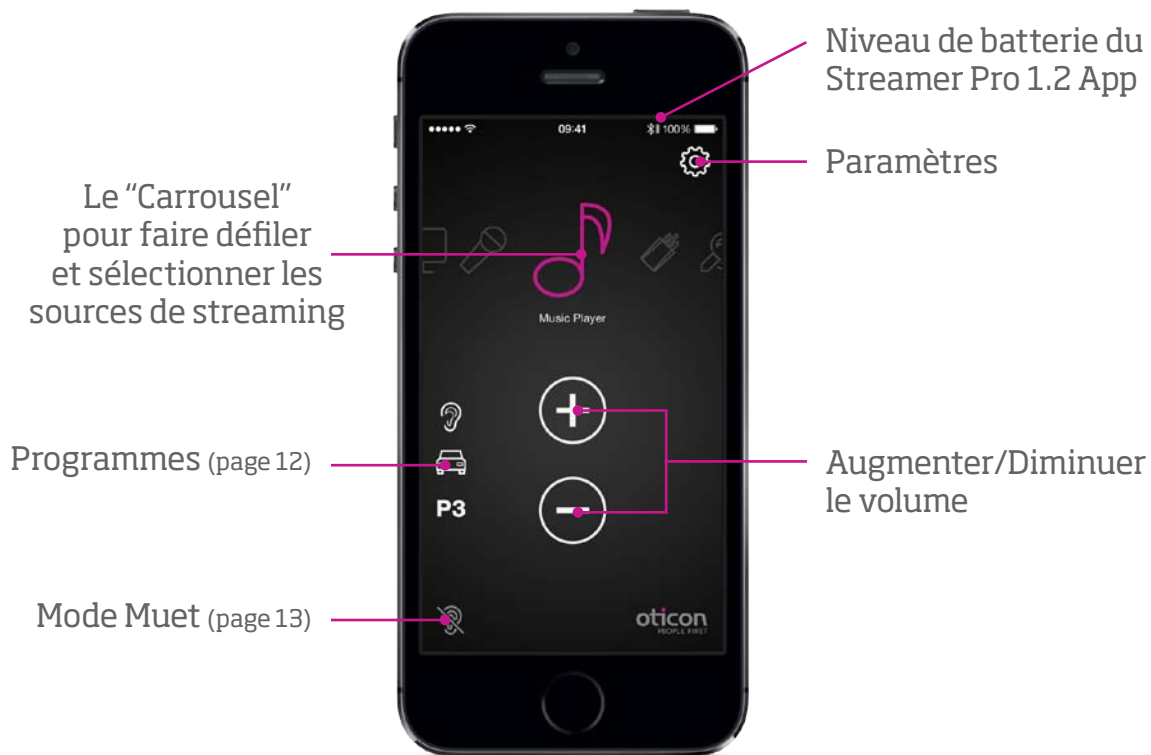 Niveau de batterie du
Streamer Pro 1.2 App
09:41
100%
Paramètres
Le “Carrousel”
pour faire défiler
et sélectionner les
sources de streaming
Music Player
Programmes (page 12)
P3
Augmenter/Diminuer
le volume
Mode Muet (page 13)
oticon
PEOPLE FIRST